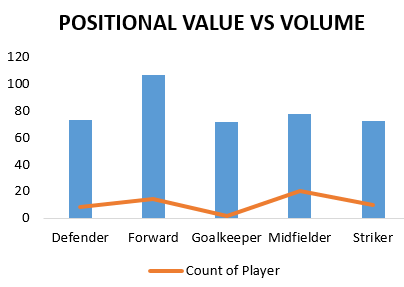 POSITIONAL VALUE VS VOLUME
120
100
80
60
40
20
0
Defender Forward Goalkeeper Midfielder Striker
Count of Player